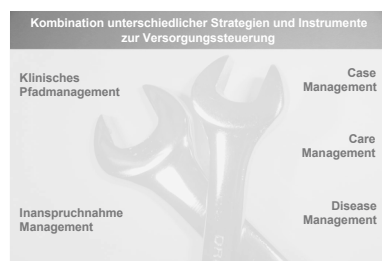 Kombination unterschiedlicher Strategien und Instrumente
zur Versorgungssteuerung
Klinisches
Pfadmanagement
Case
Management
Care
Management
Inanspruchnahme
Management
Disease
Management